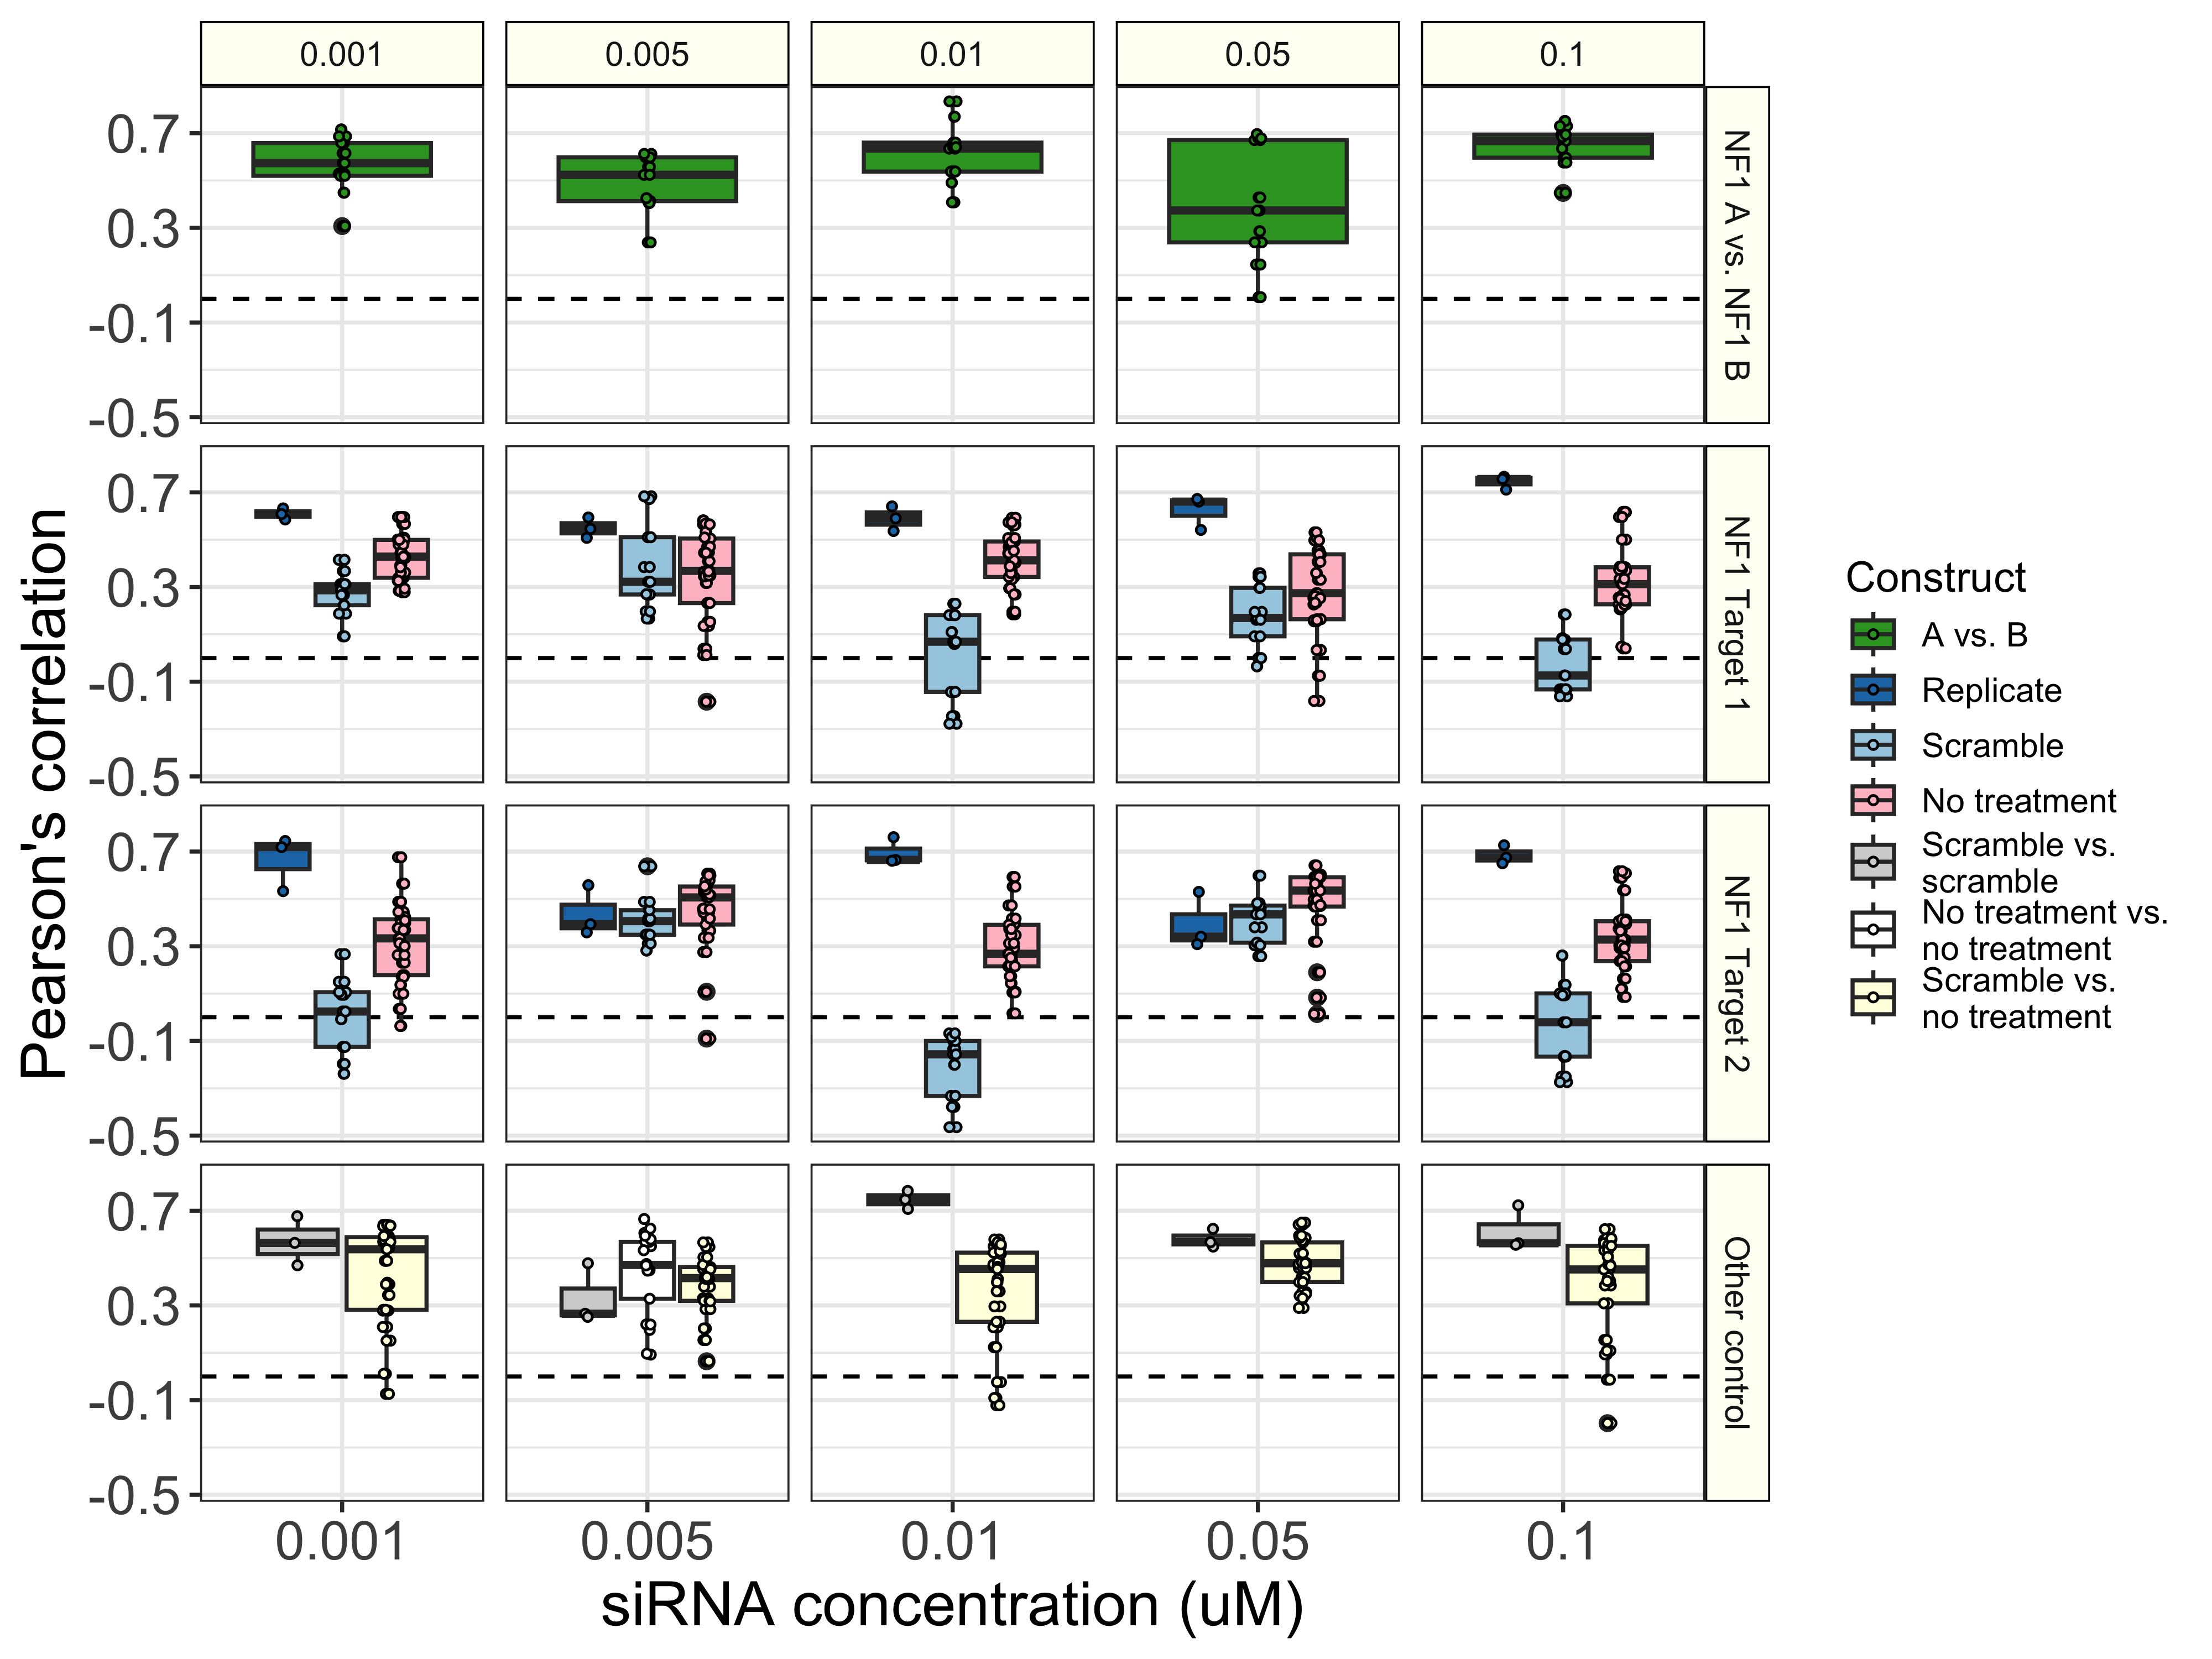 0.001 0.005 0.01 0.05 0.1
0.7
0.3
-0.1
-0.5
NF1 A vs. NF1 B
0.7
0.3
-0.1
-0.5
NF1 Target 1
0.7
0.3
-0.1
-0.5
NF1 Target 2
0.7
0.3
-0.1
-0.5
Other control
Pearson's correlation
0.001 0.005 0.01 0.05 0.1
siRNA concentration (uM)
Construct
A vs. B
Replicate
Scramble
No treatment
Scramble vs.
scramble
No treatment vs.
no treatment
Scramble vs.
no treatment